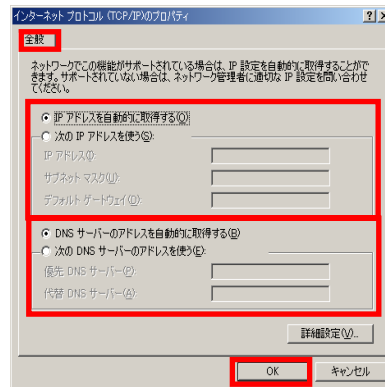 インターネット プロトコル (TCP/IP)のプロパティ
? ×
全般
ネットワークでこの機能がサポートされている場合は、IP 設定を自動的に取得することがで
きます。サポートされていない場合は、ネットワーク管理者に適切な IP 設定を問い合わせ
てください。
IP アドレスを自動的に取得する(O)
次の IP アドレスを使う(S):
IP アドレス(I):
サブネット マスク(U):
デフォルト ゲートウェイ(D):
DNS サーバーのアドレスを自動的に取得する(B)
次の DNS サーバーのアドレスを使う(E):
優先 DNS サーバー(P):
代替 DNS サーバー(A):
詳細設定(V)...
OK キャンセル